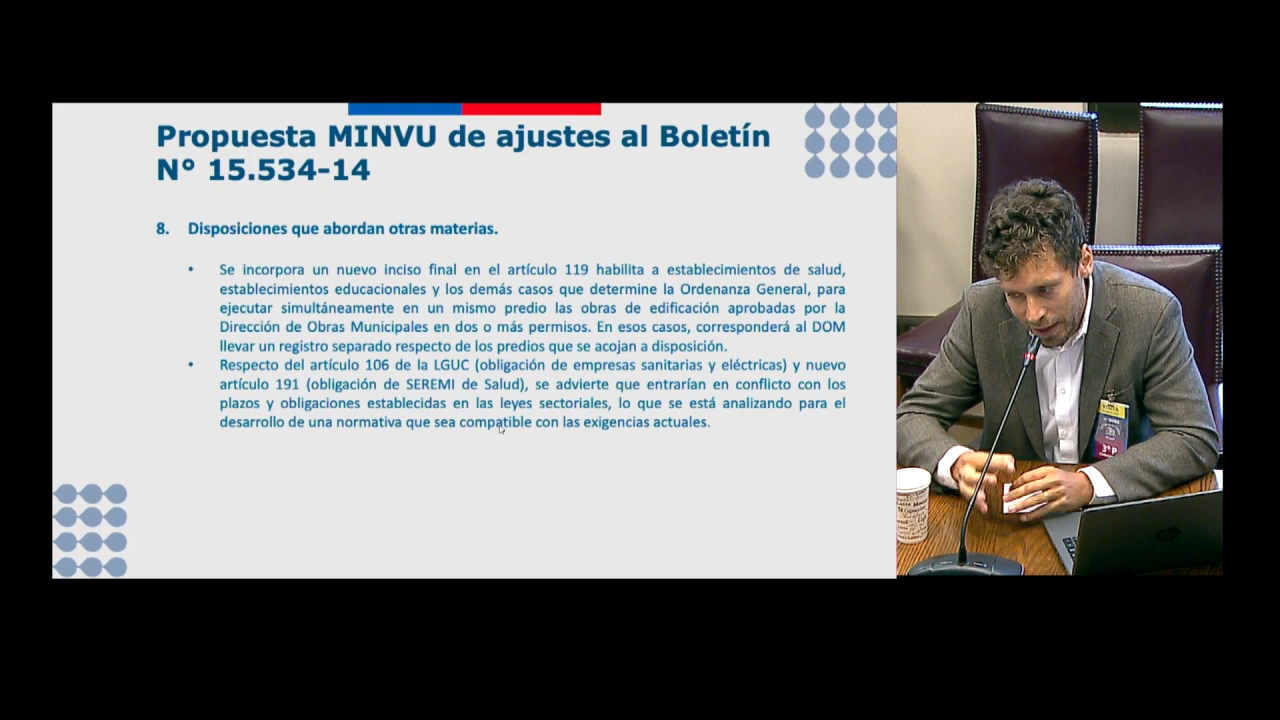 Propuesta MINVU de ajustes al Boletín
N° 15.534-14
8. Disposiciones que abordan otras materias.
• Se incorpora un nuevo inciso final en el artículo 119 habilita a establecimientos de salud,
establecimientos educacionales y los demás casos que determine la Ordenanza General, para
ejecutar simultáneamente en un mismo predio las obras de edificación aprobadas por la
Dirección de Obras Municipales en dos o más permisos. En esos casos, corresponderá al DOM
llevar un registro separado respecto de los predios que se acojan a disposición.
• Respecto del artículo 106 de la LGUC (obligación de empresas sanitarias y eléctricas) y nuevo
artículo 191 (obligación de SEREMI de Salud), se advierte que entrarían en conflicto con los
plazos y obligaciones establecidas en las leyes sectoriales, lo que se está analizando para el
desarrollo de una normativa que sea compatible con las exigencias actuales.
VISITA
3° P
hp